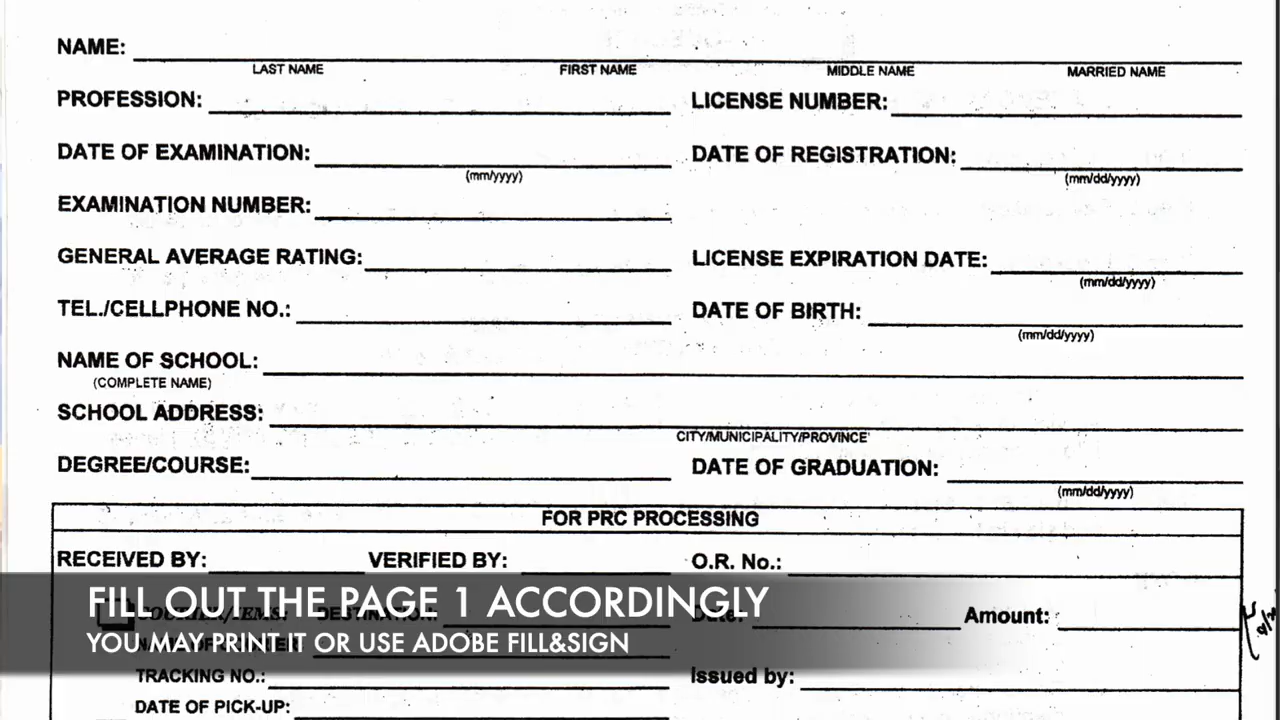 NAME:
LAST NAME FIRST NAME MIDDLE NAME MARRIED NAME
PROFESSION: LICENSE NUMBER:
DATE OF EXAMINATION: DATE OF REGISTRATION:
(mm/yyyy) (mm/dd/yyyy)
EXAMINATION NUMBER:
GENERAL AVERAGE RATING: LICENSE EXPIRATION DATE:
(mm/dd/yyyy)
TEL./CELLPHONE NO.: DATE OF BIRTH:
(mm/dd/yyyy)
NAME OF SCHOOL:
(COMPLETE NAME)
SCHOOL ADDRESS:
CITY/MUNICIPALITY/PROVINCE
DEGREE/COURSE: DATE OF GRADUATION:
(mm/dd/yyyy)
FOR PRC PROCESSING
RECEIVED BY: VERIFIED BY: O.R. No.:
FILL OUT THE PAGE 1 ACCORDINGLY
DESTINATION: Date: Amount:
YOU MAY PRINT IT OR USE ADOBE FILL&SIGN
TRACKING NO.: Issued by:
DATE OF PICK-UP: